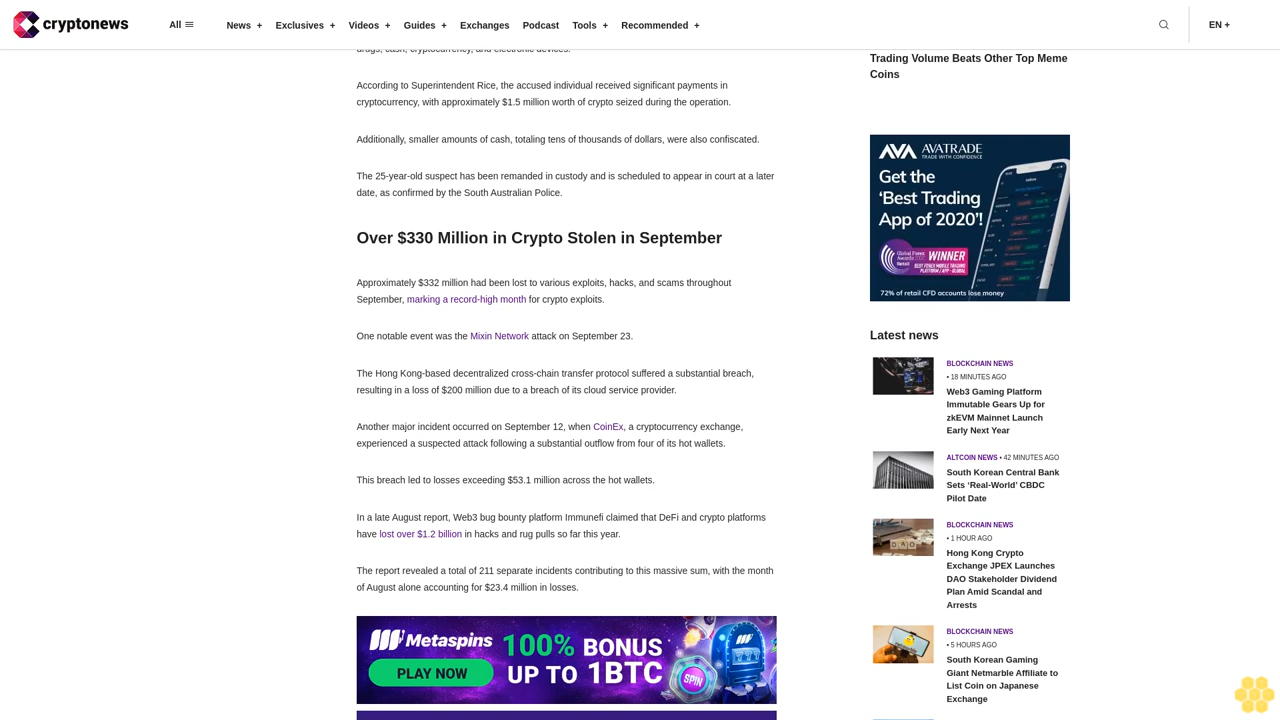 cryptonews
All
News +
Exclusives +
Videos +
Guides +
Exchanges
Podcast
Tools +
Recommended +
EN +
drugs, cash, cryptocurrency, and electronic devices.
According to Superintendent Rice, the accused individual received significant payments in
cryptocurrency, with approximately $1.5 million worth of crypto seized during the operation.
Additionally, smaller amounts of cash, totaling tens of thousands of dollars, were also confiscated.
The 25-year-old suspect has been remanded in custody and is scheduled to appear in court at a later
date, as confirmed by the South Australian Police.
Over $330 Million in Crypto Stolen in September
Approximately $332 million had been lost to various exploits, hacks, and scams throughout
September, marking a record-high month for crypto exploits.
One notable event was the Mixin Network attack on September 23.
The Hong Kong-based decentralized cross-chain transfer protocol suffered a substantial breach,
resulting in a loss of $200 million due to a breach of its cloud service provider.
Another major incident occurred on September 12, when CoinEx, a cryptocurrency exchange,
experienced a suspected attack following a substantial outflow from four of its hot wallets.
This breach led to losses exceeding $53.1 million across the hot wallets.
In a late August report, Web3 bug bounty platform Immunefi claimed that DeFi and crypto platforms
have lost over $1.2 billion in hacks and rug pulls so far this year.
The report revealed a total of 211 separate incidents contributing to this massive sum, with the month
of August alone accounting for $23.4 million in losses.
Metaspins
PLAY NOW
100% BONUS
UP TO 1BTC
SPIN
Trading Volume Beats Other Top Meme
Coins
AVA AVATRADE
TRADE WITH CONFIDENCE
Get the
'Best Trading
App of 2020'!
WINNER
BEST FOREX MOBILE TRADING
PLATFORM / APP - GLOBAL
72% of retail CFD accounts lose money
Latest news
BLOCKCHAIN NEWS
• 18 MINUTES AGO
Web3 Gaming Platform
Immutable Gears Up for
zkEVM Mainnet Launch
Early Next Year
ALTCOIN NEWS • 42 MINUTES AGO
South Korean Central Bank
Sets ‘Real-World’ CBDC
Pilot Date
BLOCKCHAIN NEWS
• 1 HOUR AGO
DAO
Hong Kong Crypto
Exchange JPEX Launches
DAO Stakeholder Dividend
Plan Amid Scandal and
Arrests
BLOCKCHAIN NEWS
• 5 HOURS AGO
South Korean Gaming
Giant Netmarble Affiliate to
List Coin on Japanese
Exchange